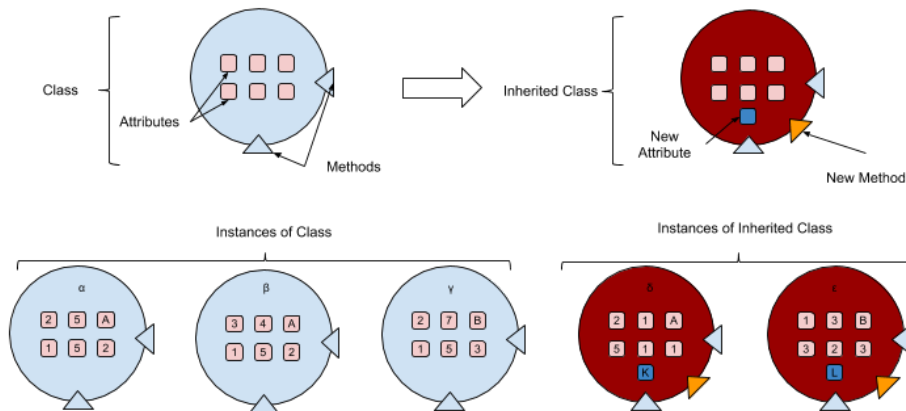 Class
Attributes
Methods
Inherited Class
New
Attribute
New Method
Instances of Class
Instances of Inherited Class
α
2 5 A
1 5 2
β
3 4 A
1 5 2
γ
2 7 B
1 5 3
δ
2 1 A
5 1 1
K
ε
1 3 B
3 2 3
L